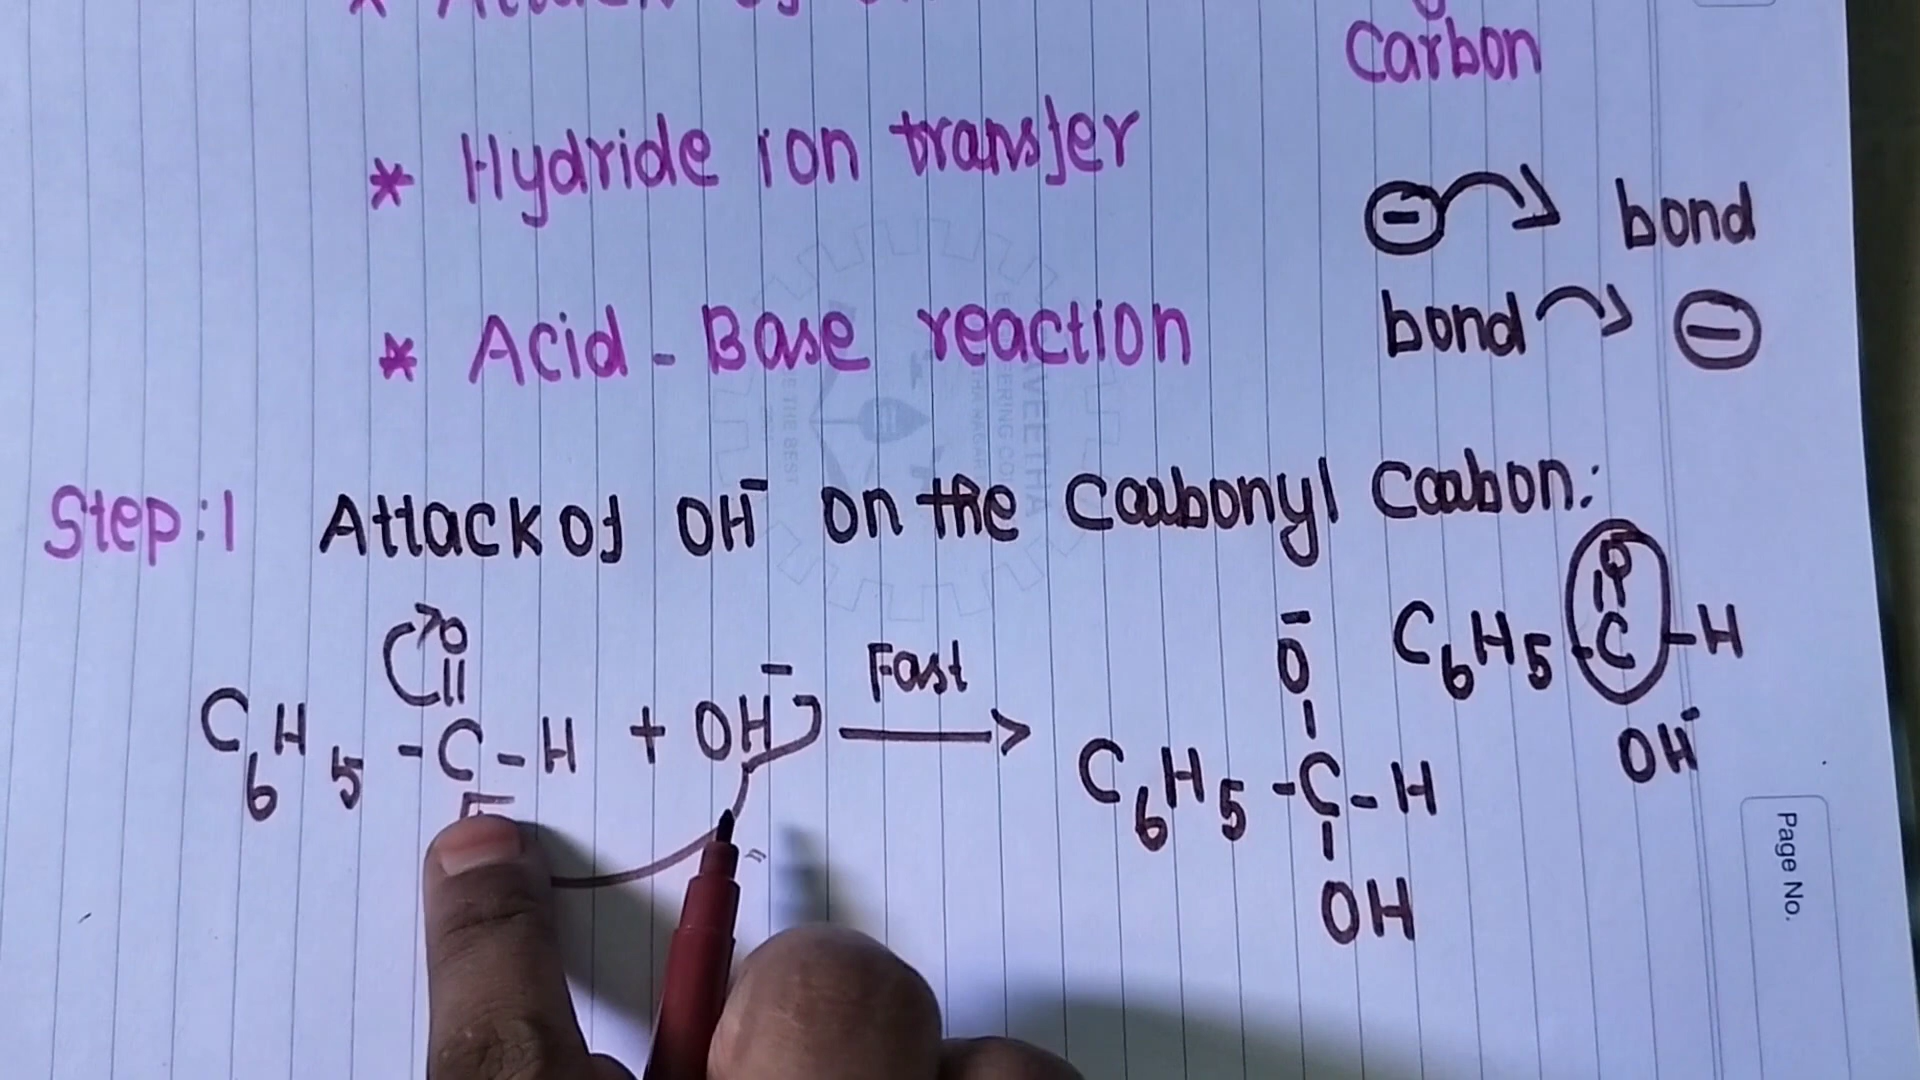 Carbon
* Hydride ion transfer
⊖ ↷ bond
* Acid - Base reaction
bond ↷ ⊖
Step:1 Attack of OH⁻ on the Carbonyl Carbon:
O
C₆H₅ -C-H
OH⁻
O
C₆H₅ -C-H + OH⁻ Fast →
O⁻
C₆H₅ -C-H
OH
Page No.